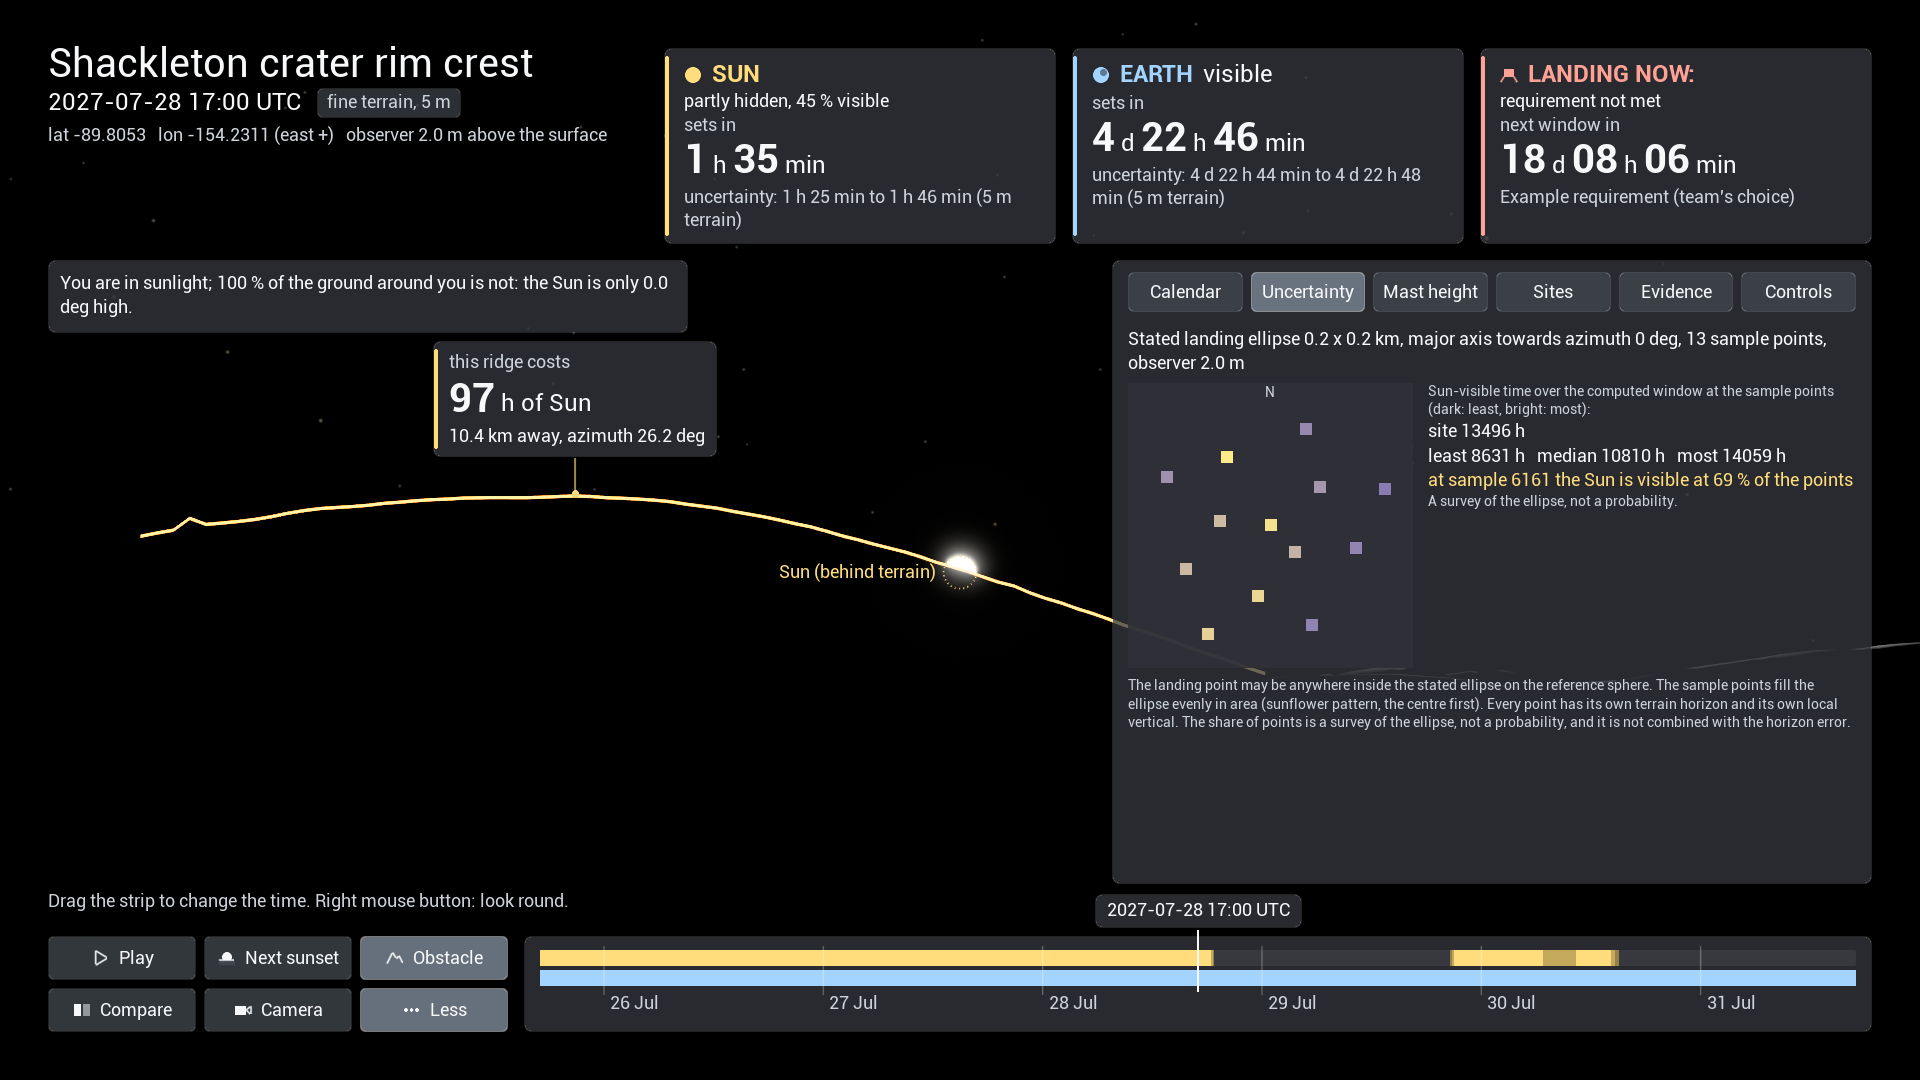 Shackleton crater rim crest
2027-07-28 17:00 UTC
fine terrain, 5 m
lat -89.8053 lon -154.2311 (east +) observer 2.0 m above the surface
SUN
partly hidden, 45 % visible
sets in
1 h 35 min
uncertainty: 1 h 25 min to 1 h 46 min (5 m
terrain)
EARTH visible
sets in
4 d 22 h 46 min
uncertainty: 4 d 22 h 44 min to 4 d 22 h 48
min (5 m terrain)
LANDING NOW:
requirement not met
next window in
18 d 08 h 06 min
Example requirement (team's choice)
You are in sunlight; 100 % of the ground around you is not: the Sun is only 0.0
deg high.
this ridge costs
97 h of Sun
10.4 km away, azimuth 26.2 deg
Sun (behind terrain)
Calendar
Uncertainty
Mast height
Sites
Evidence
Controls
Stated landing ellipse 0.2 x 0.2 km, major axis towards azimuth 0 deg, 13 sample points,
observer 2.0 m
N
Sun-visible time over the computed window at the sample points
(dark: least, bright: most):
site 13496 h
least 8631 h median 10810 h most 14059 h
at sample 6161 the Sun is visible at 69 % of the points
A survey of the ellipse, not a probability.
The landing point may be anywhere inside the stated ellipse on the reference sphere. The sample points fill the
ellipse evenly in area (sunflower pattern, the centre first). Every point has its own terrain horizon and its own local
vertical. The share of points is a survey of the ellipse, not a probability, and it is not combined with the horizon error.
Drag the strip to change the time. Right mouse button: look round.
Play
Next sunset
Obstacle
Compare
Camera
Less
2027-07-28 17:00 UTC
26 Jul
27 Jul
28 Jul
29 Jul
30 Jul
31 Jul